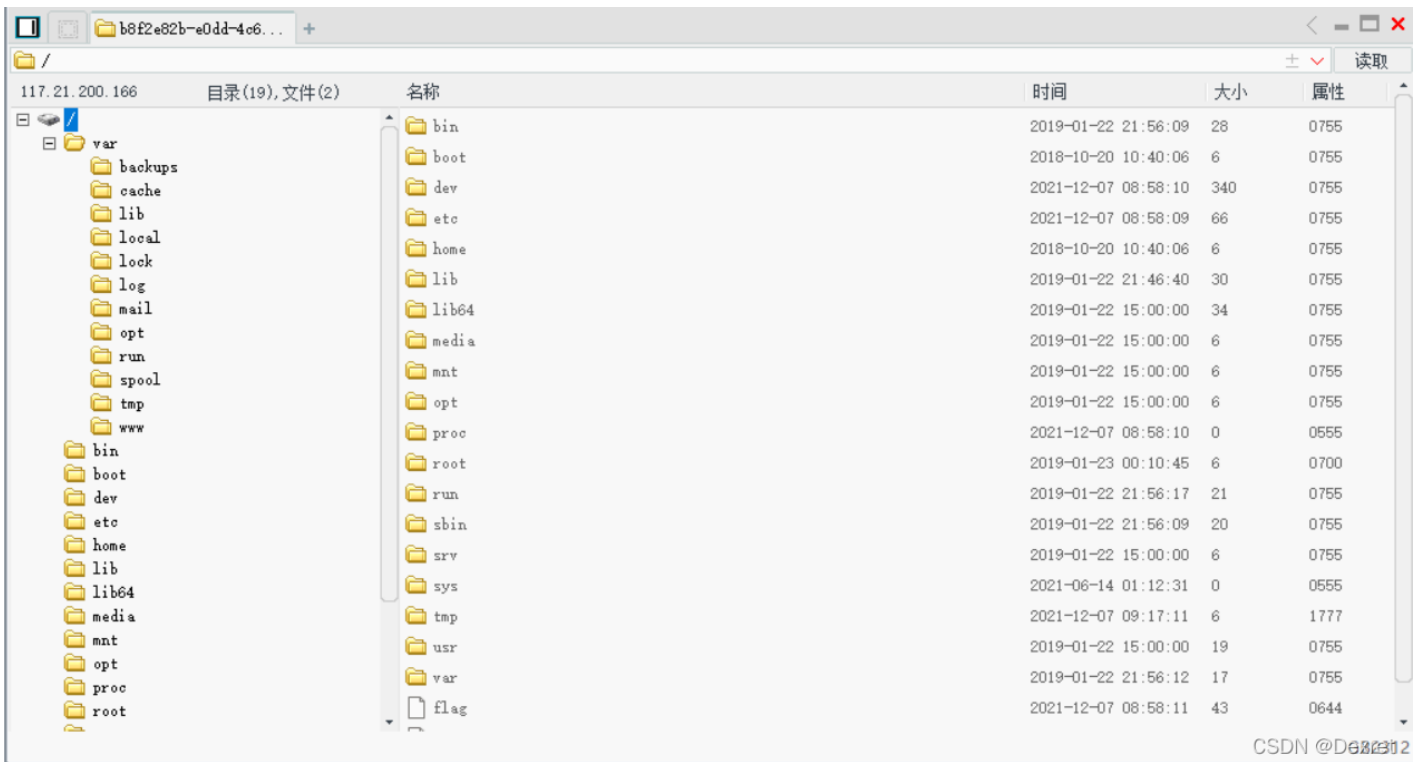 b8f2e82b-e0dd-4c6... +
/ 读取
117.21.200.166 目录(19),文件(2) 名称 时间 大小 属性
/
var
backups
cache
lib
local
lock
log
mail
opt
run
spool
tmp
www
bin
boot
dev
etc
home
lib
lib64
media
mnt
opt
proc
root
bin 2019-01-22 21:56:09 28 0755
boot 2018-10-20 10:40:06 6 0755
dev 2021-12-07 08:58:10 340 0755
etc 2021-12-07 08:58:09 66 0755
home 2018-10-20 10:40:06 6 0755
lib 2019-01-22 21:46:40 30 0755
lib64 2019-01-22 15:00:00 34 0755
media 2019-01-22 15:00:00 6 0755
mnt 2019-01-22 15:00:00 6 0755
opt 2019-01-22 15:00:00 6 0755
proc 2021-12-07 08:58:10 0 0555
root 2019-01-23 00:10:45 6 0700
run 2019-01-22 21:56:17 21 0755
sbin 2019-01-22 21:56:09 20 0755
srv 2019-01-22 15:00:00 6 0755
sys 2021-06-14 01:12:31 0 0555
tmp 2021-12-07 09:17:11 6 1777
usr 2019-01-22 15:00:00 19 0755
var 2019-01-22 21:56:12 17 0755
flag 2021-12-07 08:58:11 43 0644
CSDN